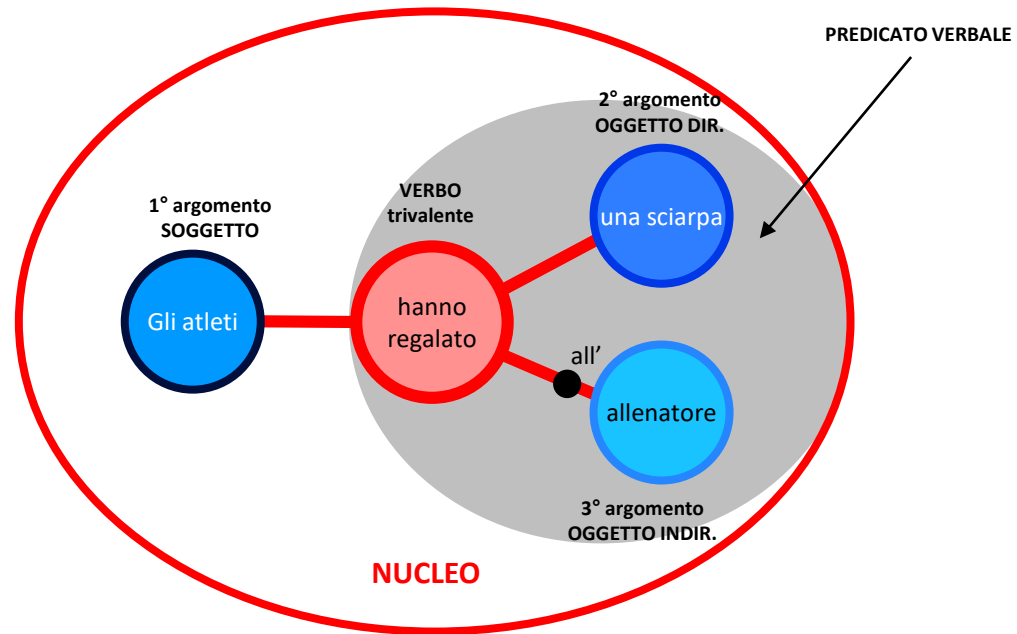 PREDICATO VERBALE
2° argomento
OGGETTO DIR.
VERBO
trivalente
1° argomento
SOGGETTO
una sciarpa
Gli atleti
hanno
regalato
all’
allenatore
3° argomento
OGGETTO INDIR.
NUCLEO